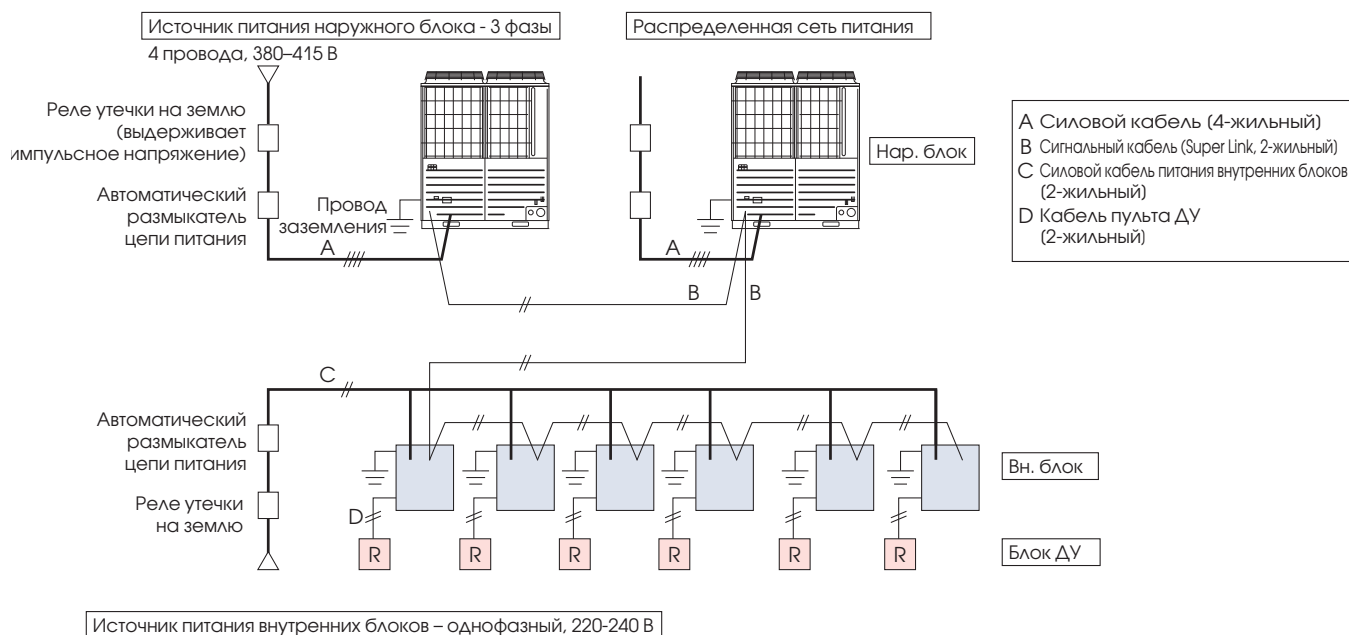 Источник питания наружного блока - 3 фазы
4 провода, 380–415 В
Распределенная сеть питания
Реле утечки на землю
(выдерживает
импульсное напряжение)
Автоматический
размыкатель
цепи питания
Провод
заземления
Нар. блок
A Силовой кабель (4-жильный)
B Сигнальный кабель (Super Link, 2-жильный)
C Силовой кабель питания внутренних блоков
(2-жильный)
D Кабель пульта ДУ
(2-жильный)
A
A
B
B
C
Автоматический
размыкатель
цепи питания
Реле утечки
на землю
Вн. блок
D
R R R R R R
Блок ДУ
Источник питания внутренних блоков – однофазный, 220-240 В